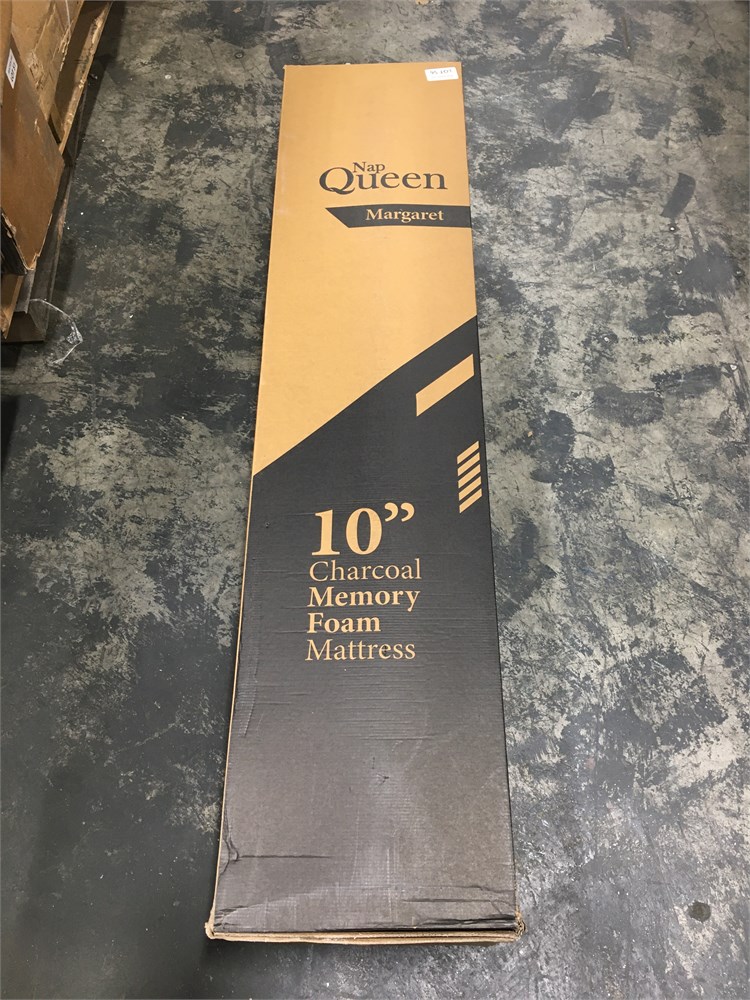 Nap
Queen
Margaret
10”
Charcoal
Memory
Foam
Mattress